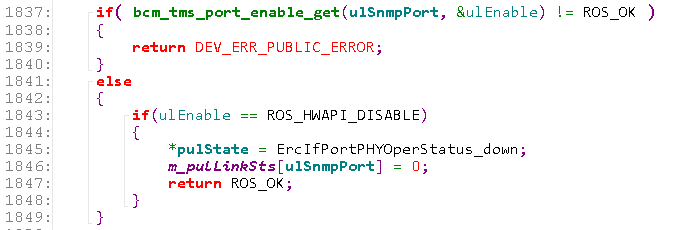 1837: if( bcm_tms_port_enable_get(ulSnmpPort, &ulEnable) != ROS_OK )
1838: {
1839: return DEV_ERR_PUBLIC_ERROR;
1840: }
1841: else
1842: {
1843: if(ulEnable == ROS_HWAPI_DISABLE)
1844: {
1845: *pulState = ErcIfPortPHYOperStatus_down;
1846: m_pulLinkSts[ulSnmpPort] = 0;
1847: return ROS_OK;
1848: }
1849: }